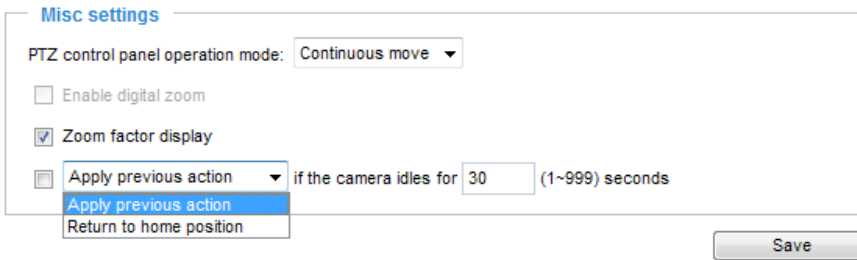 Misc settings
PTZ control panel operation mode: Continuous move
Enable digital zoom
Zoom factor display
Apply previous action if the camera idles for 30 (1~999) seconds
Apply previous action
Return to home position
Save